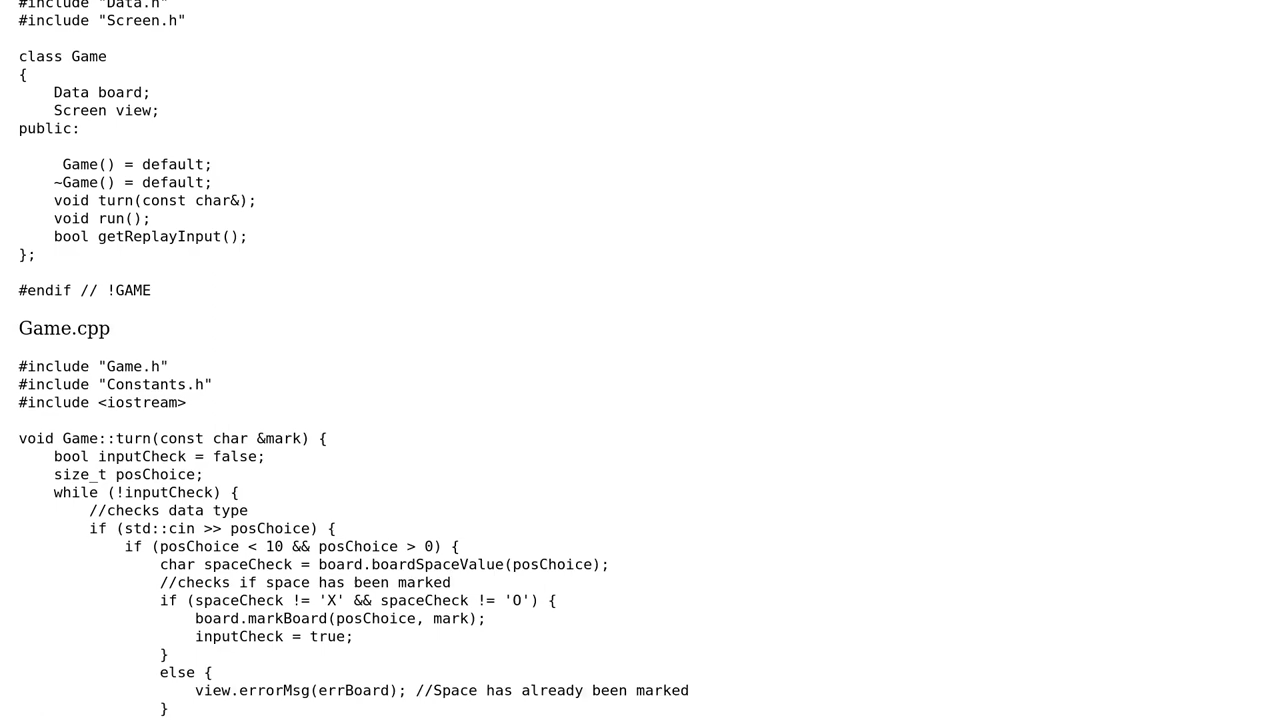 #include "Data.h"
#include "Screen.h"

class Game
{
    Data board;
    Screen view;
public:

     Game() = default;
    ~Game() = default;
    void turn(const char&);
    void run();
    bool getReplayInput();
};

#endif // !GAME

Game.cpp

#include "Game.h"
#include "Constants.h"
#include <iostream>

void Game::turn(const char &mark) {
    bool inputCheck = false;
    size_t posChoice;
    while (!inputCheck) {
        //checks data type
        if (std::cin >> posChoice) {
            if (posChoice < 10 && posChoice > 0) {
                char spaceCheck = board.boardSpaceValue(posChoice);
                //checks if space has been marked
                if (spaceCheck != 'X' && spaceCheck != 'O') {
                    board.markBoard(posChoice, mark);
                    inputCheck = true;
                }
                else {
                    view.errorMsg(errBoard); //Space has already been marked
                }